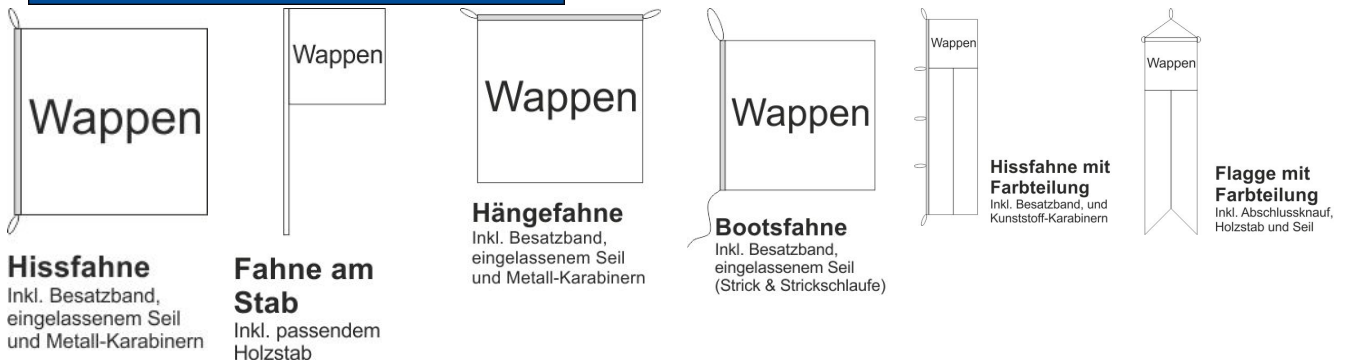 Wappen
Hissfahne
Inkl. Besatzband,
eingelassenem Seil
und Metall-Karabinern
Wappen
Fahne am
Stab
Inkl. passendem
Holzstab
Wappen
Hängefahne
Inkl. Besatzband,
eingelassenem Seil
und Metall-Karabinern
Wappen
Bootsfahne
Inkl. Besatzband,
eingelassenem Seil
(Strick & Strickschlaufe)
Wappen
Hissfahne mit
Farbteilung
Inkl. Besatzband, und
Kunststoff-Karabinern
Wappen
Flagge mit
Farbteilung
Inkl. Abschlussknauf,
Holzstab und Seil